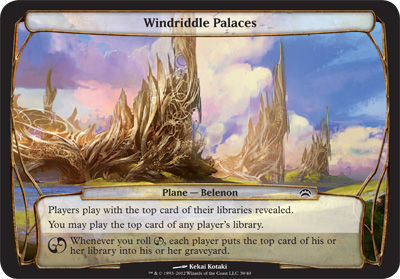 Windriddle Palaces
Plane — Belenon
Players play with the top card of their libraries revealed.
You may play the top card of any player's library.
Whenever you roll , each player puts the top card of his or
her library into his or her graveyard.
Kekai Kotaki
™ & © 1993–2012 Wizards of the Coast LLC 39/41